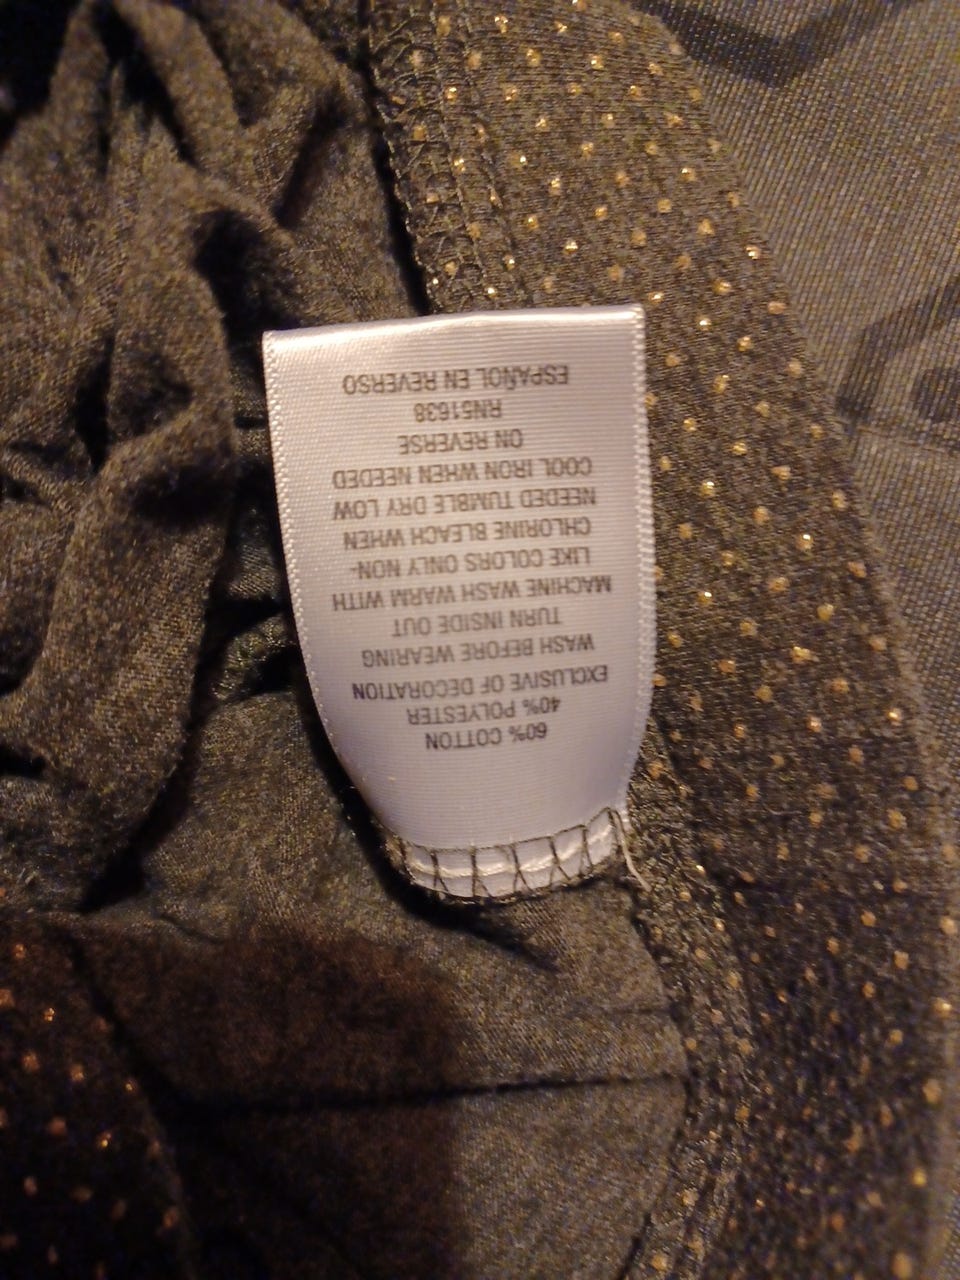 60% COTTON
40% POLYESTER
EXCLUSIVE OF DECORATION
WASH BEFORE WEARING
TURN INSIDE OUT
MACHINE WASH WARM WITH
LIKE COLORS ONLY NON-
CHLORINE BLEACH WHEN
NEEDED TUMBLE DRY LOW
COOL IRON WHEN NEEDED
ON REVERSE
RN51638
ESPAÑOL EN REVERSO